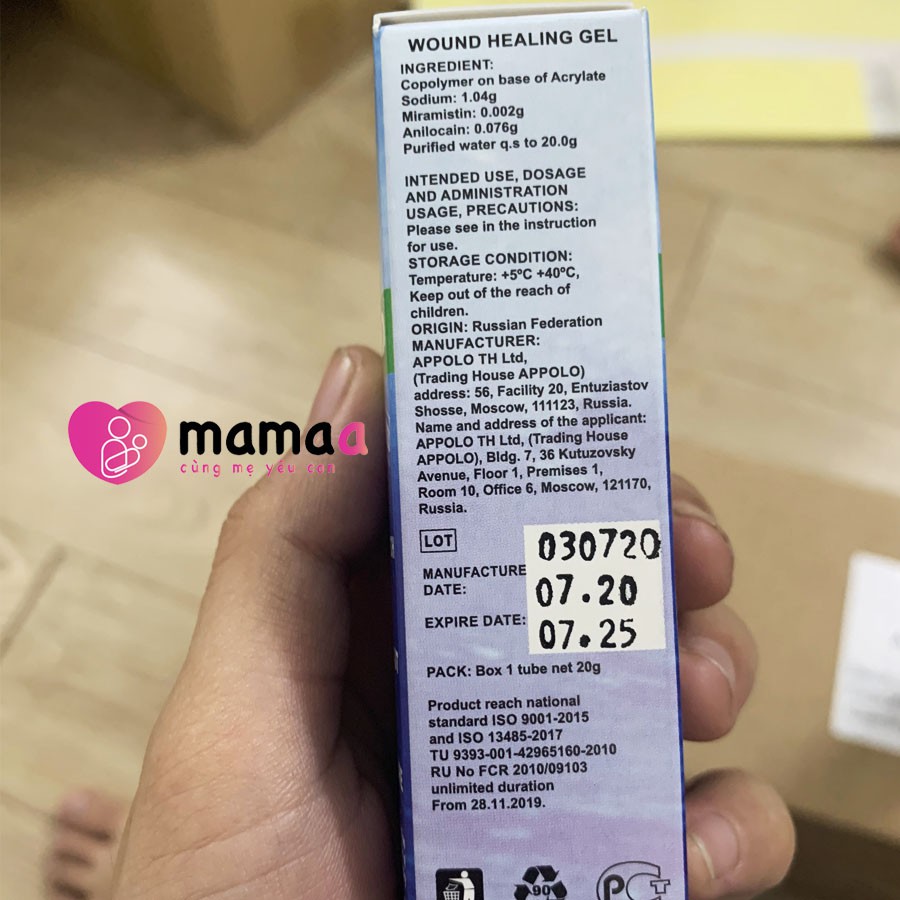 WOUND HEALING GEL
INGREDIENT:
Copolymer on base of Acrylate
Sodium: 1.04g
Miramistin: 0.002g
Anilocain: 0.076g
Purified water q.s to 20.0g
INTENDED USE, DOSAGE
AND ADMINISTRATION
USAGE, PRECAUTIONS:
Please see in the instruction
for use.
STORAGE CONDITION:
Temperature: +5ºC +40ºC,
Keep out of the reach of
children.
ORIGIN: Russian Federation
MANUFACTURER:
APPOLO TH Ltd,
(Trading House APPOLO)
address: 56, Facility 20, Entuziastov
Shosse, Moscow, 111123, Russia.
Name and address of the applicant:
APPOLO TH Ltd, (Trading House
APPOLO), Bldg. 7, 36 Kutuzovsky
Avenue, Floor 1, Premises 1,
Room 10, Office 6, Moscow, 121170,
Russia.
LOT 030720
MANUFACTURE
DATE: 07.20
EXPIRE DATE: 07.25
PACK: Box 1 tube net 20g
Product reach national
standard ISO 9001-2015
and ISO 13485-2017
TU 9393-001-42965160-2010
RU No FCR 2010/09103
unlimited duration
From 28.11.2019.
90
PCT
mamaa
cùng mẹ yêu con